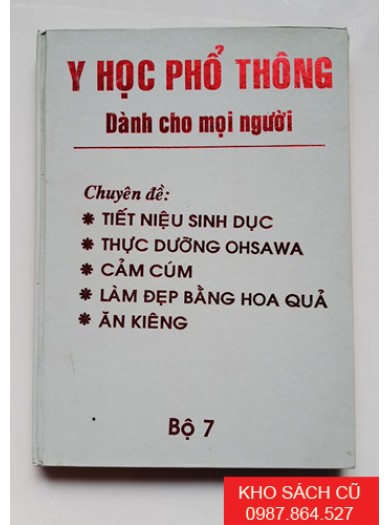 Y HỌC PHỔ THÔNG
Dành cho mọi người
Chuyên đề:
* TIẾT NIỆU SINH DỤC
* THỰC DƯỠNG OHSAWA
* CẢM CÚM
* LÀM ĐẸP BẰNG HOA QUẢ
* ĂN KIÊNG
Bộ 7
KHO SÁCH CŨ
0987.864.527